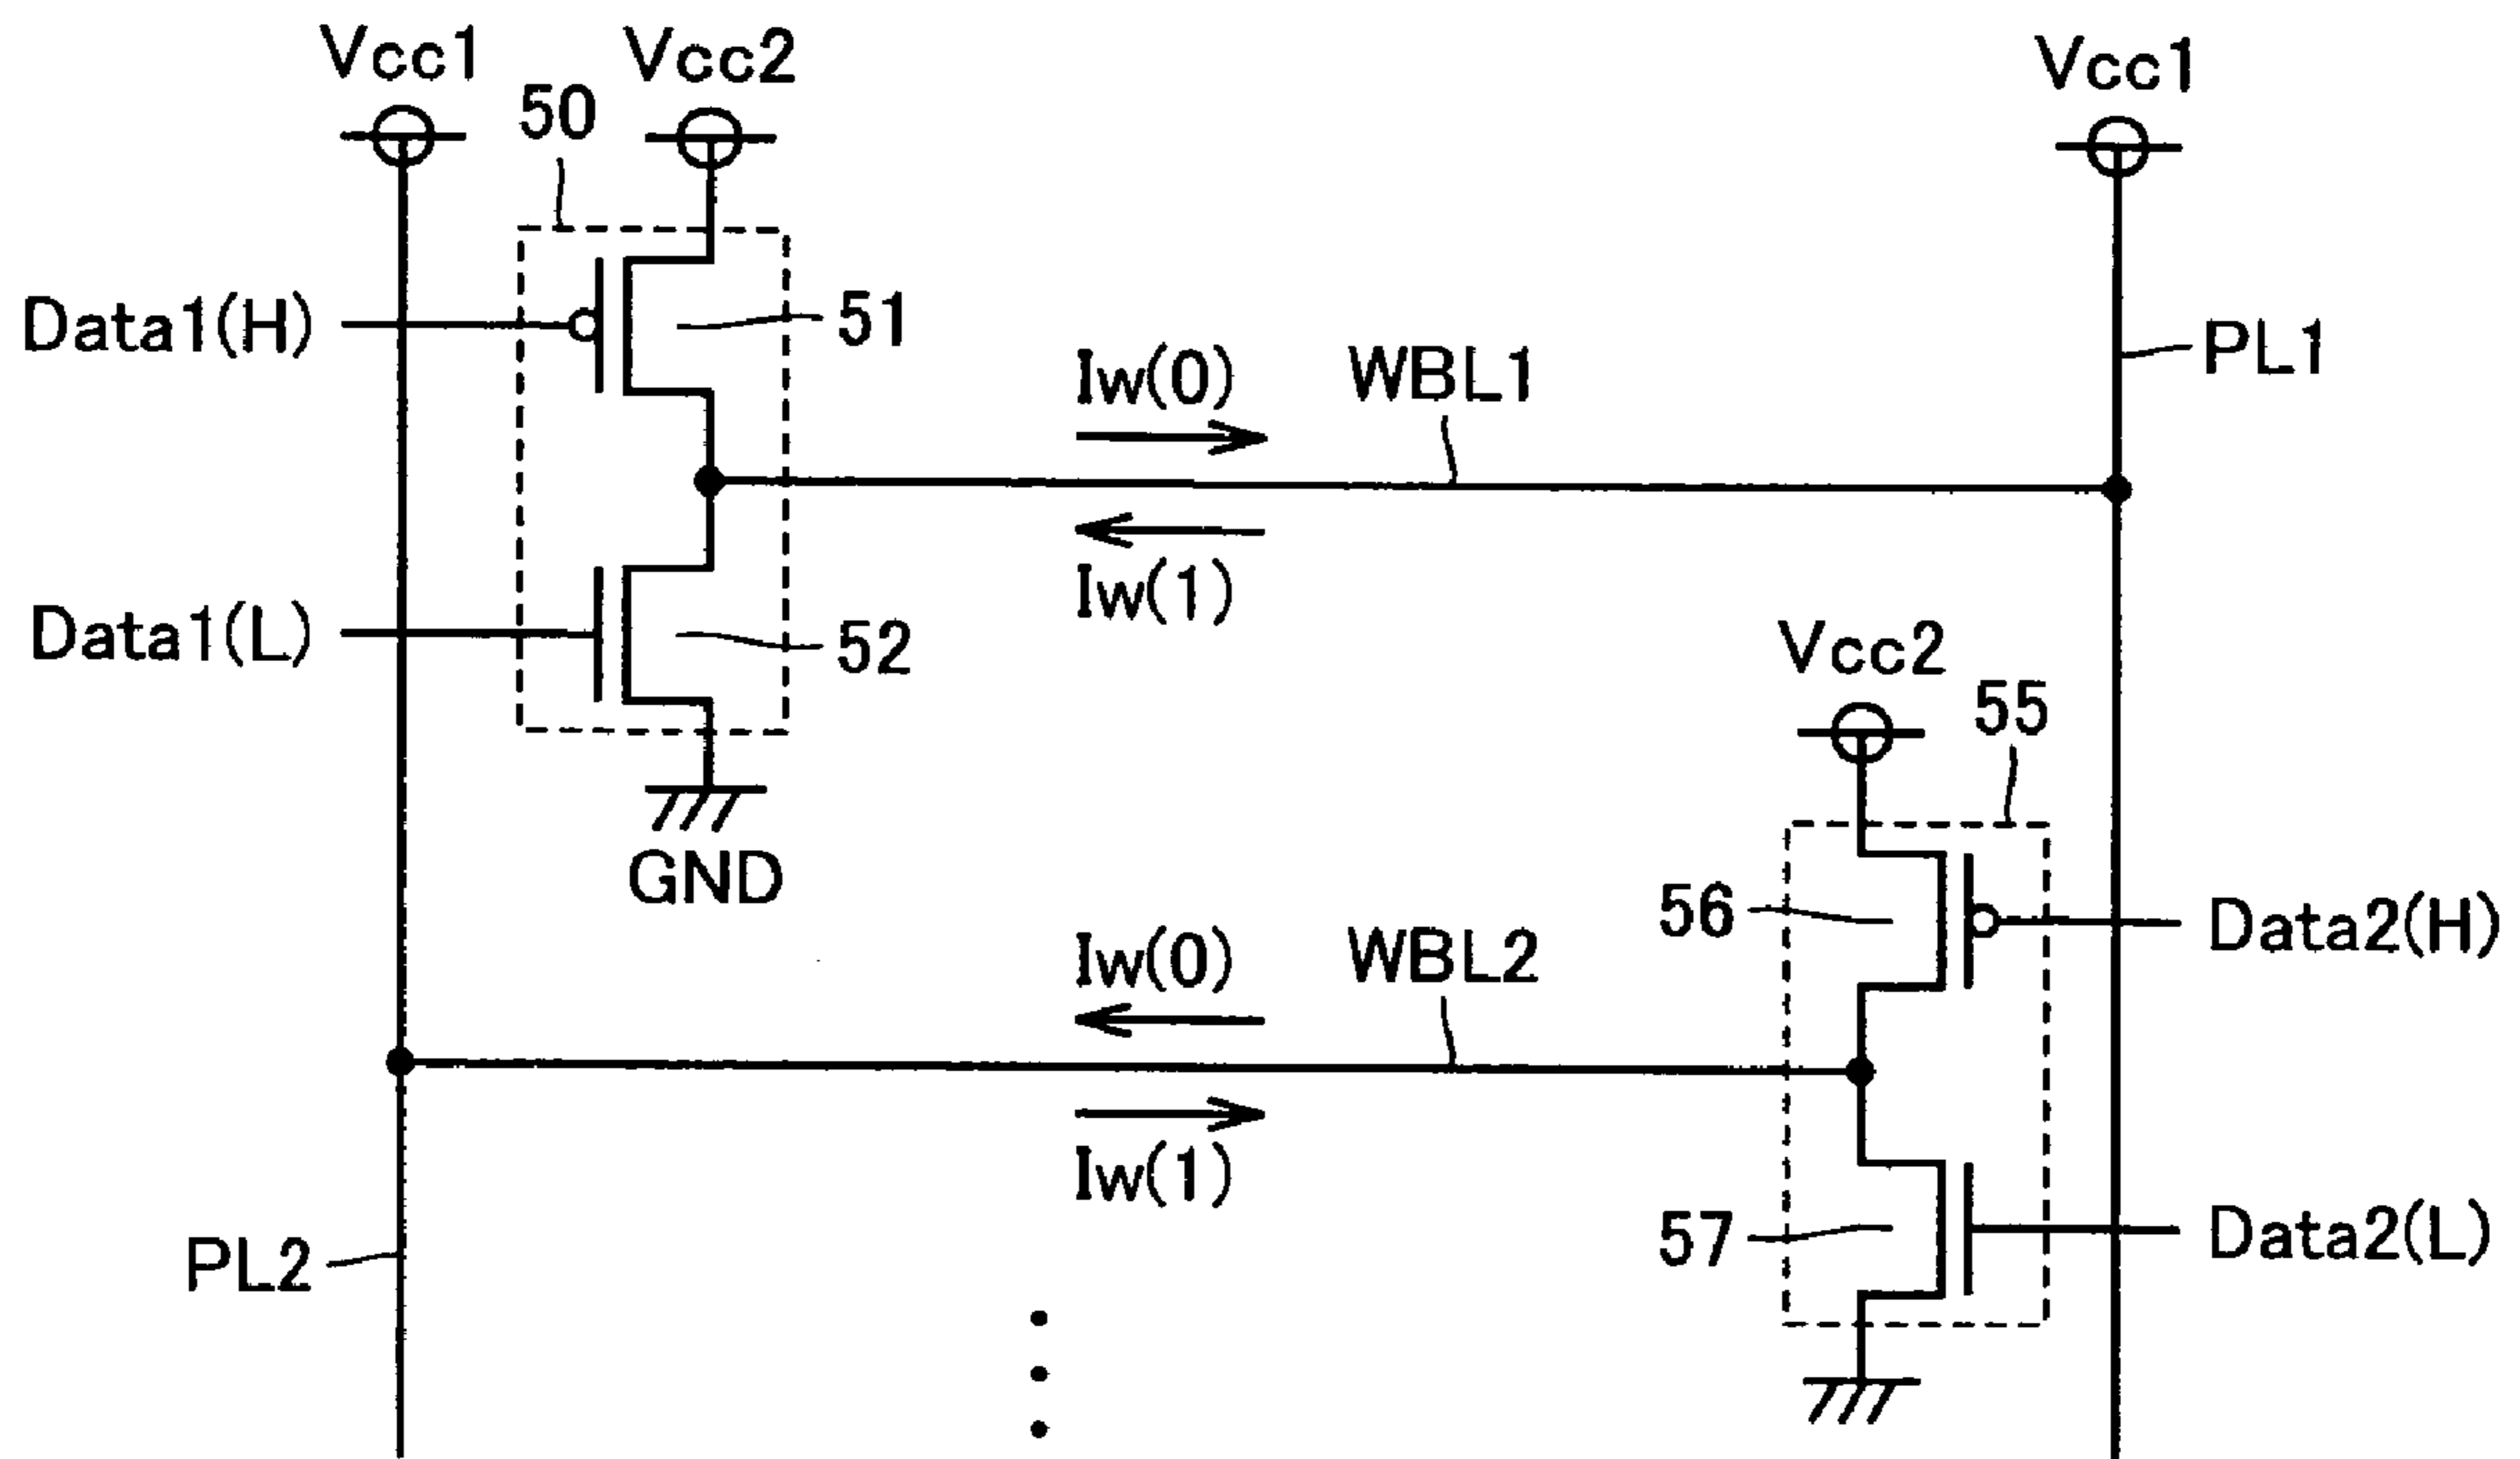 Vcc1
Vcc2
Vcc1
50
Data1(H)
51
PL1
Iw(0)
WBL1
Iw(1)
Data1(L)
52
Vcc2
55
GND
56
Data2(H)
Iw(0)
WBL2
Iw(1)
57
Data2(L)
PL2